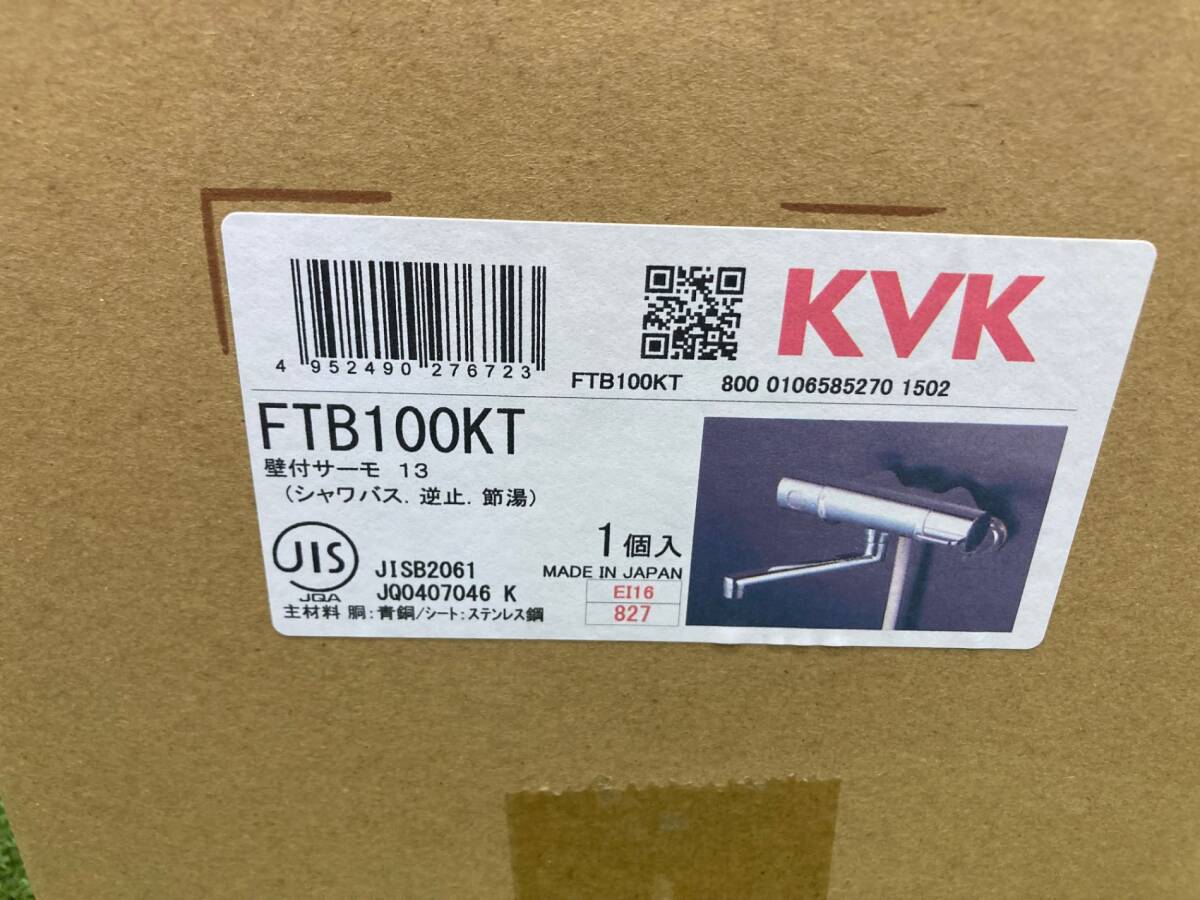 KVK
4 952490 276723
FTB100KT 800 0106585270 1502
FTB100KT
壁付サーモ 13
(シャワバス. 逆止. 節湯)
JIS
JQA
JISB2061
JQ0407046 K
主材料 胴:青銅/シート:ステンレス鋼
1個入
MADE IN JAPAN
EI16
827